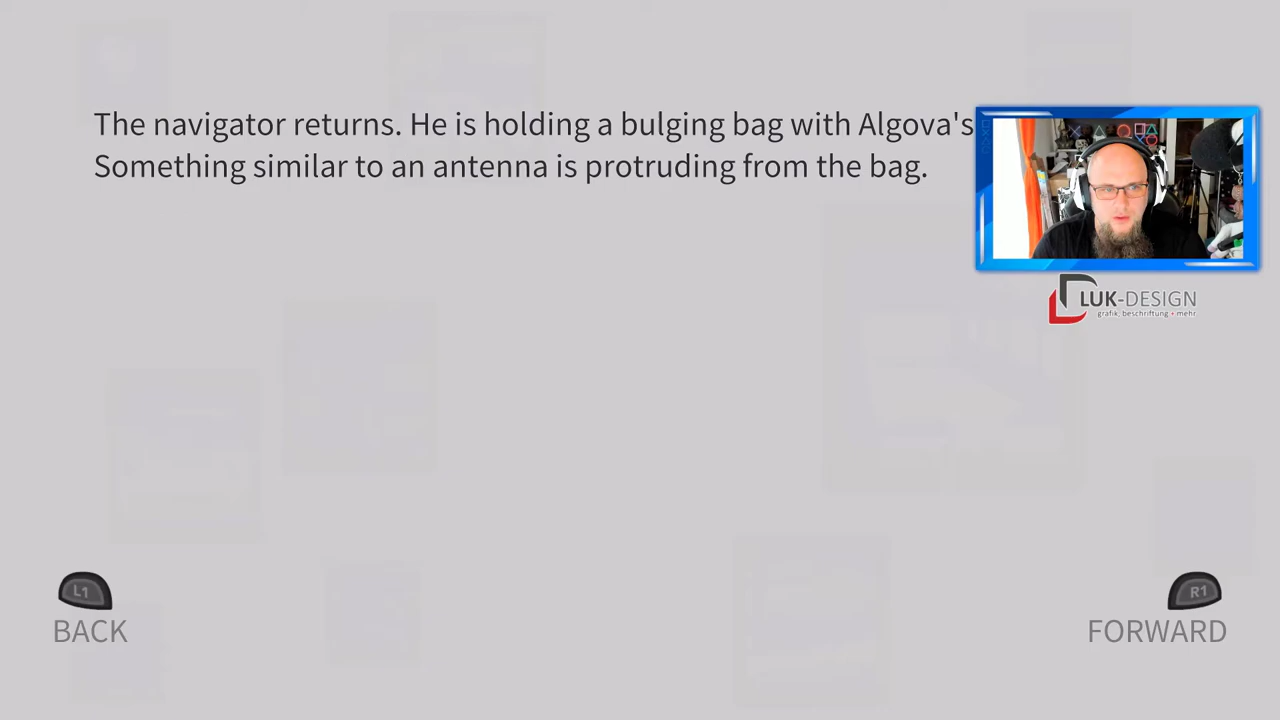 The navigator returns. He is holding a bulging bag with Algova's
Something similar to an antenna is protruding from the bag.
LUK-DESIGN
grafik, beschriftung + mehr
L1
BACK
R1
FORWARD